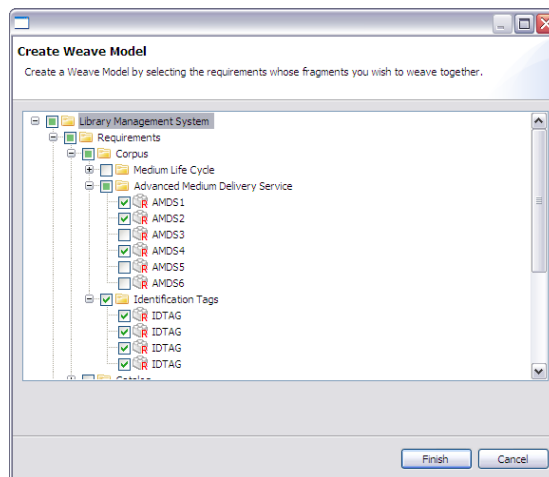 Create Weave Model
Create a Weave Model by selecting the requirements whose fragments you wish to weave together.
Library Management System
Requirements
Corpus
Medium Life Cycle
Advanced Medium Delivery Service
R AMDS1
R AMDS2
R AMDS3
R AMDS4
R AMDS5
R AMDS6
Identification Tags
R IDTAG
R IDTAG
R IDTAG
R IDTAG
Catalog
Finish Cancel